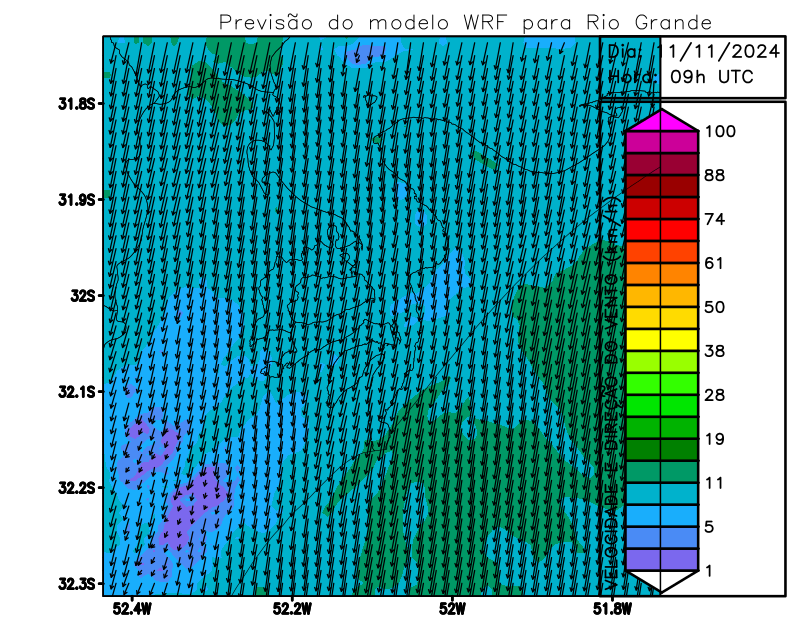 Previsão do modelo WRF para Rio Grande
Dia: 11/11/2024
Hora: 09h UTC
31.8S
31.9S
32S
32.1S
32.2S
32.3S
52.4W
52.2W
52W
51.8W
VELOCIDADE E DIREÇÃO DO VENTO (km/h)
100
88
74
61
50
38
28
19
11
5
1